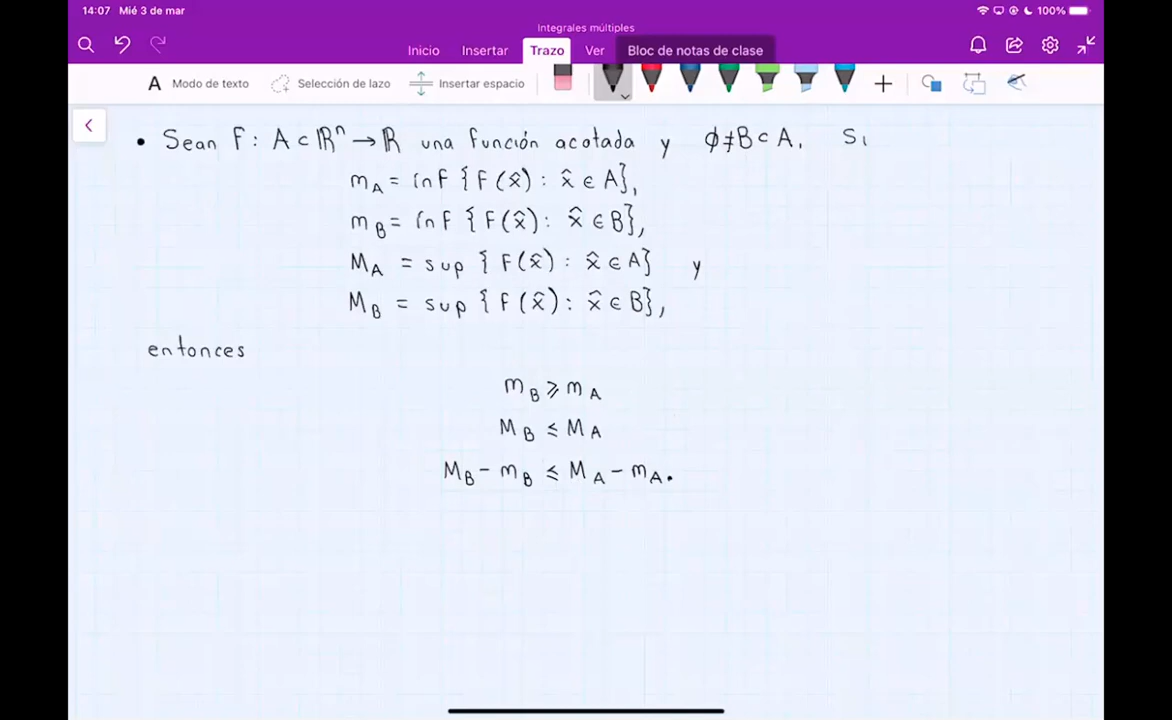 14:07 Mié 3 de mar
100%
Integrales múltiples
Inicio Insertar Trazo Ver Bloc de notas de clase
A Modo de texto Selección de lazo Insertar espacio
• Sean F: A ⊂ ℝⁿ → ℝ una función acotada y ϕ ≠ B ⊂ A. Si
m_A = inf {F(x̂): x̂ ∈ A},
m_B = inf {F(x̂): x̂ ∈ B},
M_A = sup {F(x̂): x̂ ∈ A} y
M_B = sup {F(x̂): x̂ ∈ B},
entonces
m_B ⩾ m_A
M_B ≤ M_A
M_B - m_B ≤ M_A - m_A.